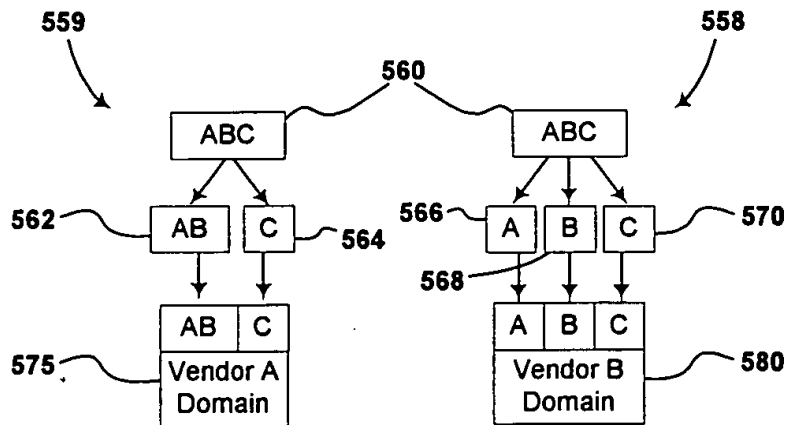 559
558
560
ABC
ABC
562
AB
C
564
566
A
B
C
570
568
AB
C
A
B
C
575
Vendor A
Domain
Vendor B
Domain
580